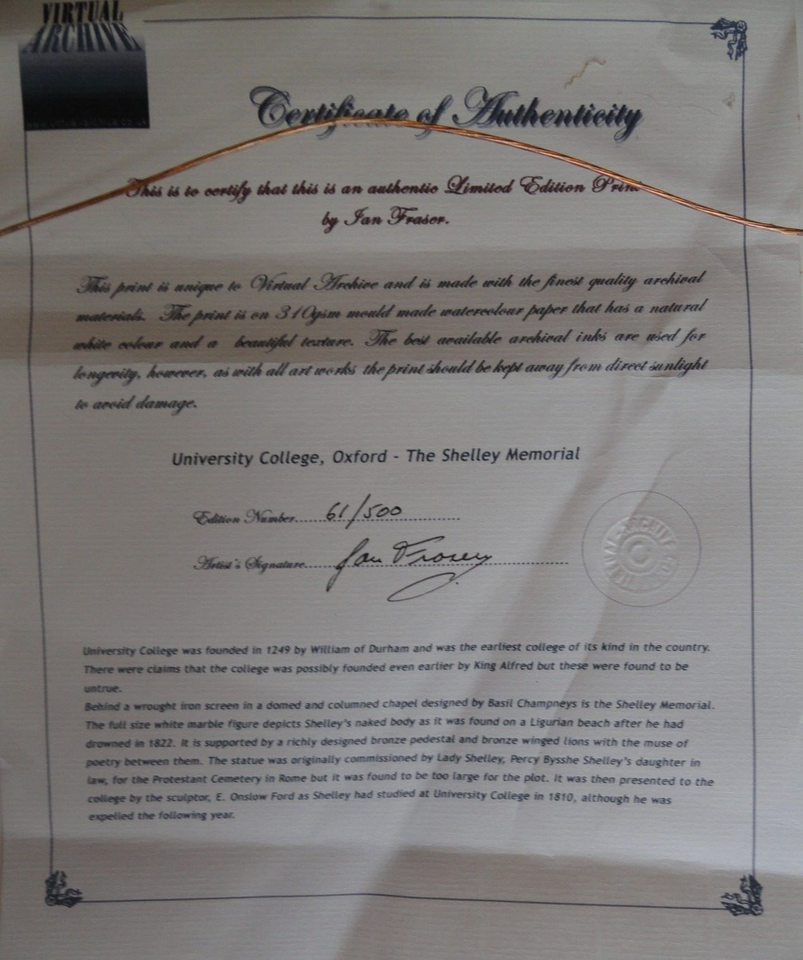 VIRTUAL
ARCHIVE
www.virtual-archive.co.uk
Certificate of Authenticity
This is to certify that this is an authentic Limited Edition Print
by Ian Fraser.
This print is unique to Virtual Archive and is made with the finest quality archival
materials. The print is on 310gsm mould made watercolour paper that has a natural
white colour and a beautiful texture. The best available archival inks are used for
longevity, however, as with all art works the print should be kept away from direct sunlight
to avoid damage.
University College, Oxford - The Shelley Memorial
Edition Number......61/500
Artist's Signature.....Ian Fraser
University College was founded in 1249 by William of Durham and was the earliest college of its kind in the country.
There were claims that the college was possibly founded even earlier by King Alfred but these were found to be
untrue.
Behind a wrought iron screen in a domed and columned chapel designed by Basil Champneys is the Shelley Memorial.
The full size white marble figure depicts Shelley's naked body as it was found on a Ligurian beach after he had
drowned in 1822. It is supported by a richly designed bronze pedestal and bronze winged lions with the muse of
poetry between them. The statue was originally commissioned by Lady Shelley, Percy Bysshe Shelley's daughter in
law, for the Protestant Cemetery in Rome but it was found to be too large for the plot. It was then presented to the
college by the sculptor, E. Onslow Ford as Shelley had studied at University College in 1810, although he was
expelled the following year.